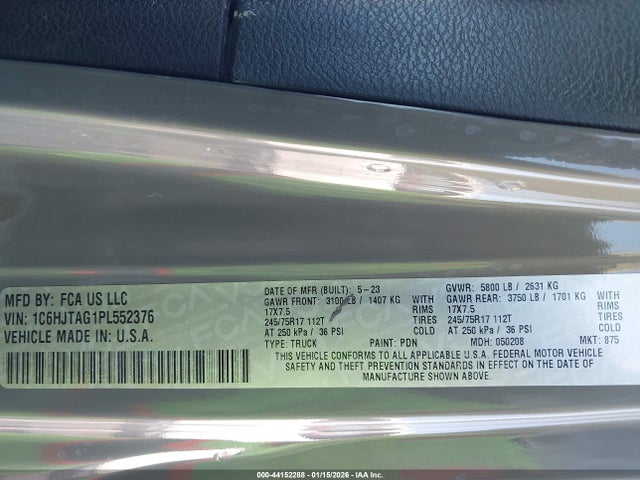 MFD BY: FCA US LLC
VIN: 1C6HJTAG1PL552376
VEHICLE MADE IN: U.S.A.
DATE OF MFR (BUILT): 5-23 GVWR: 5800 LB / 2631 KG
GAWR FRONT: 3100 LB / 1407 KG WITH GAWR REAR: 3750 LB / 1701 KG WITH
17X7.5 RIMS 17X7.5 RIMS
245/75R17 112T TIRES 245/75R17 112T TIRES
AT 250 kPa / 36 PSI AT 250 kPa / 36 PSI
TYPE: TRUCK PAINT: PDN MDH: 050208 MKT: 875
THIS VEHICLE CONFORMS TO ALL APPLICABLE U.S.A. FEDERAL MOTOR VEHICLE
SAFETY AND THEFT PREVENTION STANDARDS IN EFFECT ON THE DATE OF
MANUFACTURE SHOWN ABOVE.
000-44152288 - 01/15/2026 - IAA Inc.